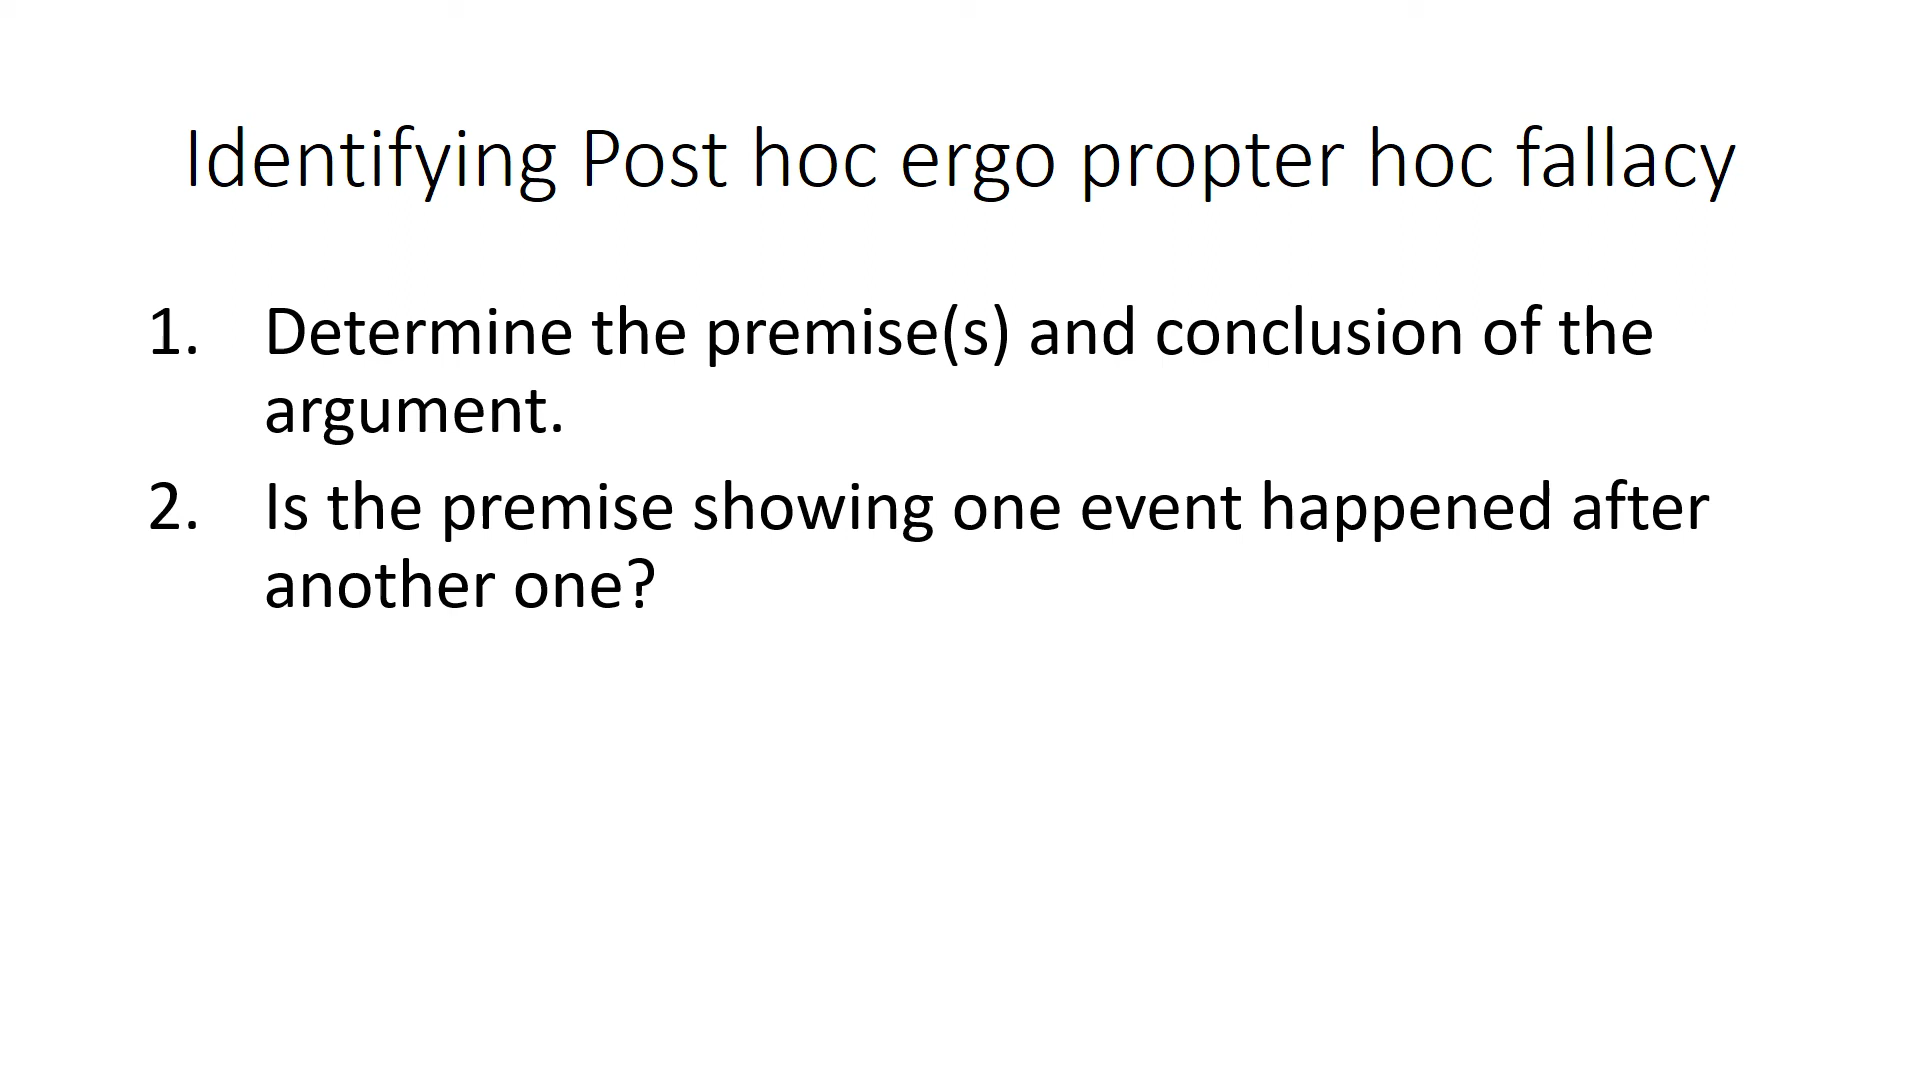 Identifying Post hoc ergo propter hoc fallacy
1. Determine the premise(s) and conclusion of the
argument.
2. Is the premise showing one event happened after
another one?